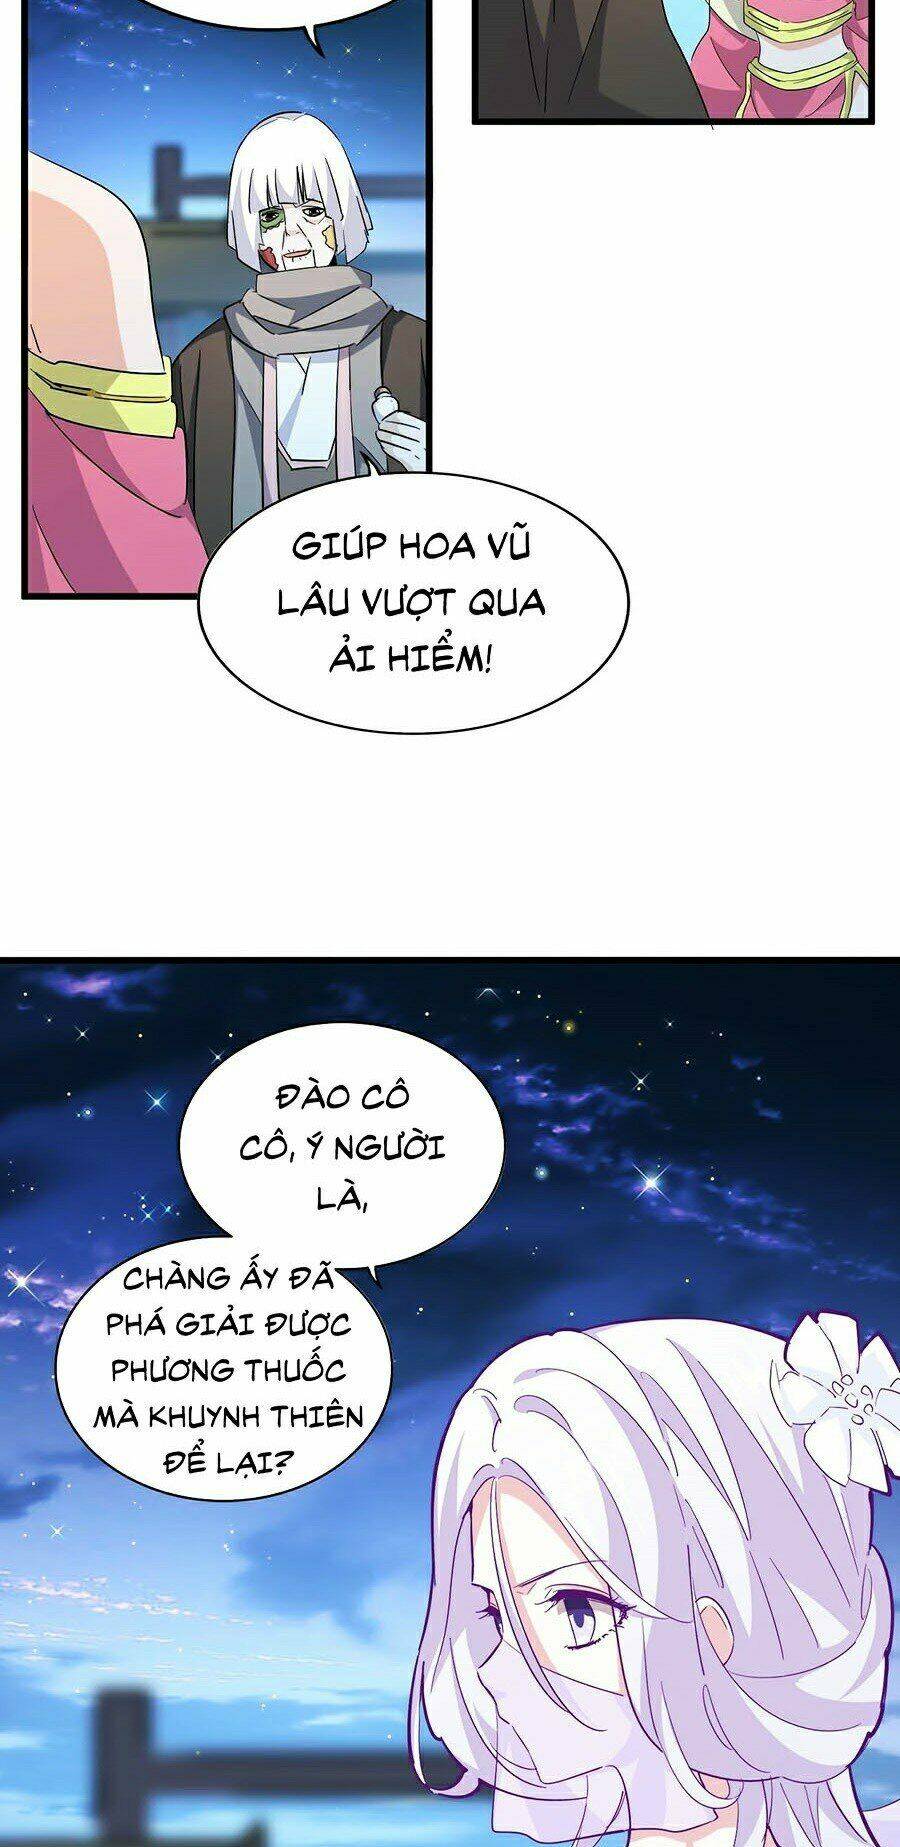 GIÚP HOA VŨ
LÂU VƯỢT QUA
ẢI HIỂM!
ĐÀO CÔ
CÔ, Ý NGƯỜI
LÀ,
CHÀNG ẤY ĐÃ
PHÁ GIẢI ĐƯỢC
PHƯƠNG THUỐC
MÀ KHUYNH THIÊN
ĐỂ LẠI?